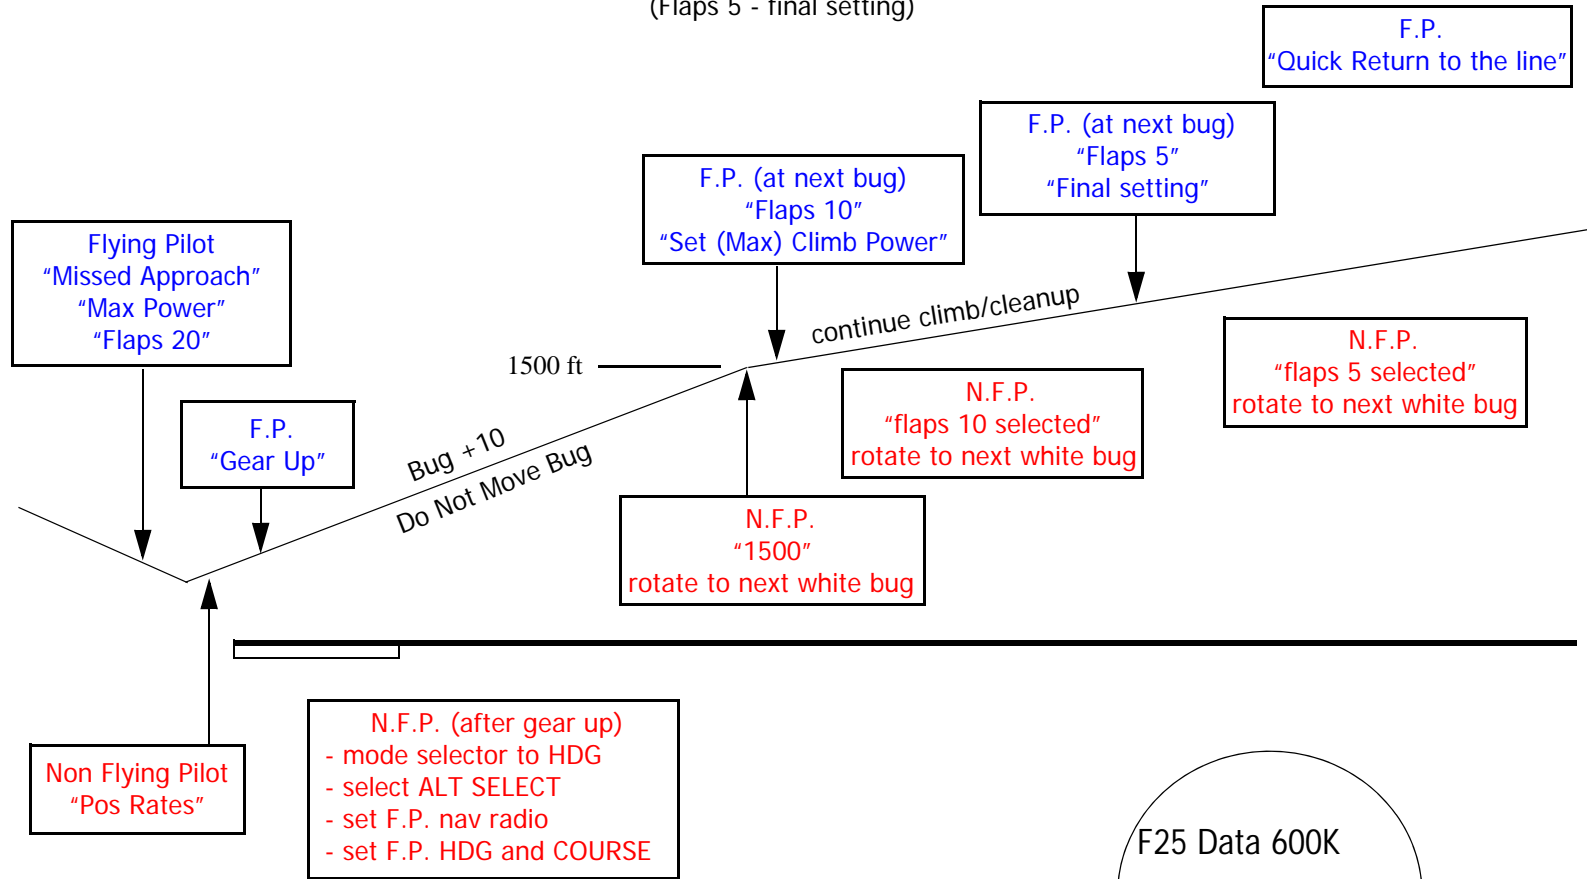 (Flaps 5 - final setting)
F.P.
"Quick Return to the line"
F.P. (at next bug)
"Flaps 5"
"Final setting"
F.P. (at next bug)
"Flaps 10"
"Set (Max) Climb Power"
Flying Pilot
"Missed Approach"
"Max Power"
"Flaps 20"
continue climb/cleanup
1500 ft
N.F.P.
"flaps 5 selected"
rotate to next white bug
N.F.P.
"flaps 10 selected"
rotate to next white bug
F.P.
"Gear Up"
Bug +10
Do Not Move Bug
N.F.P.
"1500"
rotate to next white bug
Non Flying Pilot
"Pos Rates"
N.F.P. (after gear up)
- mode selector to HDG
- select ALT SELECT
- set F.P. nav radio
- set F.P. HDG and COURSE
F25 Data 600K